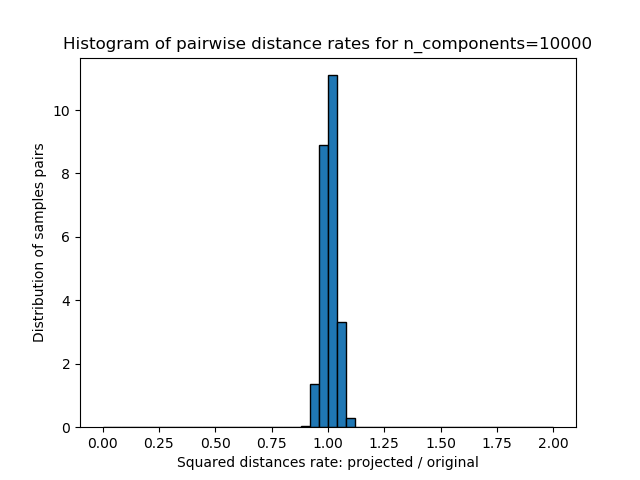 Histogram of pairwise distance rates for n_components=10000
Distribution of samples pairs
10
8
6
4
2
0
0.00 0.25 0.50 0.75 1.00 1.25 1.50 1.75 2.00
Squared distances rate: projected / original